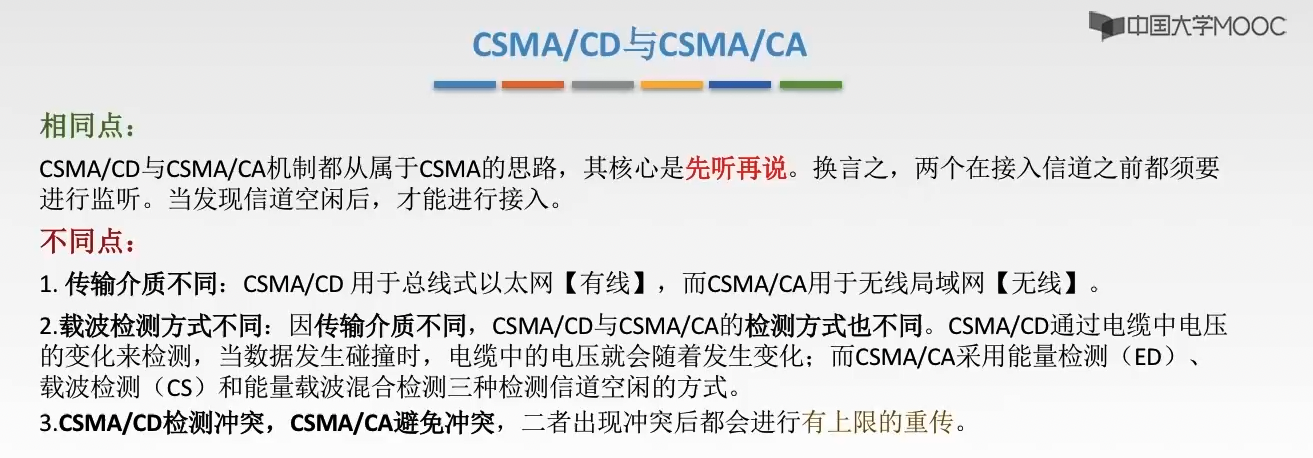 中国大学MOOC
CSMA/CD与CSMA/CA
相同点：
CSMA/CD与CSMA/CA机制都从属于CSMA的思路，其核心是先听再说。换言之，两个在接入信道之前都须要
进行监听。当发现信道空闲后，才能进行接入。
不同点：
1. 传输介质不同：CSMA/CD 用于总线式以太网【有线】，而CSMA/CA用于无线局域网【无线】。
2.载波检测方式不同：因传输介质不同，CSMA/CD与CSMA/CA的检测方式也不同。CSMA/CD通过电缆中电压
的变化来检测，当数据发生碰撞时，电缆中的电压就会随着发生变化；而CSMA/CA采用能量检测（ED）、
载波检测（CS）和能量载波混合检测三种检测信道空闲的方式。
3.CSMA/CD检测冲突，CSMA/CA避免冲突，二者出现冲突后都会进行有上限的重传。